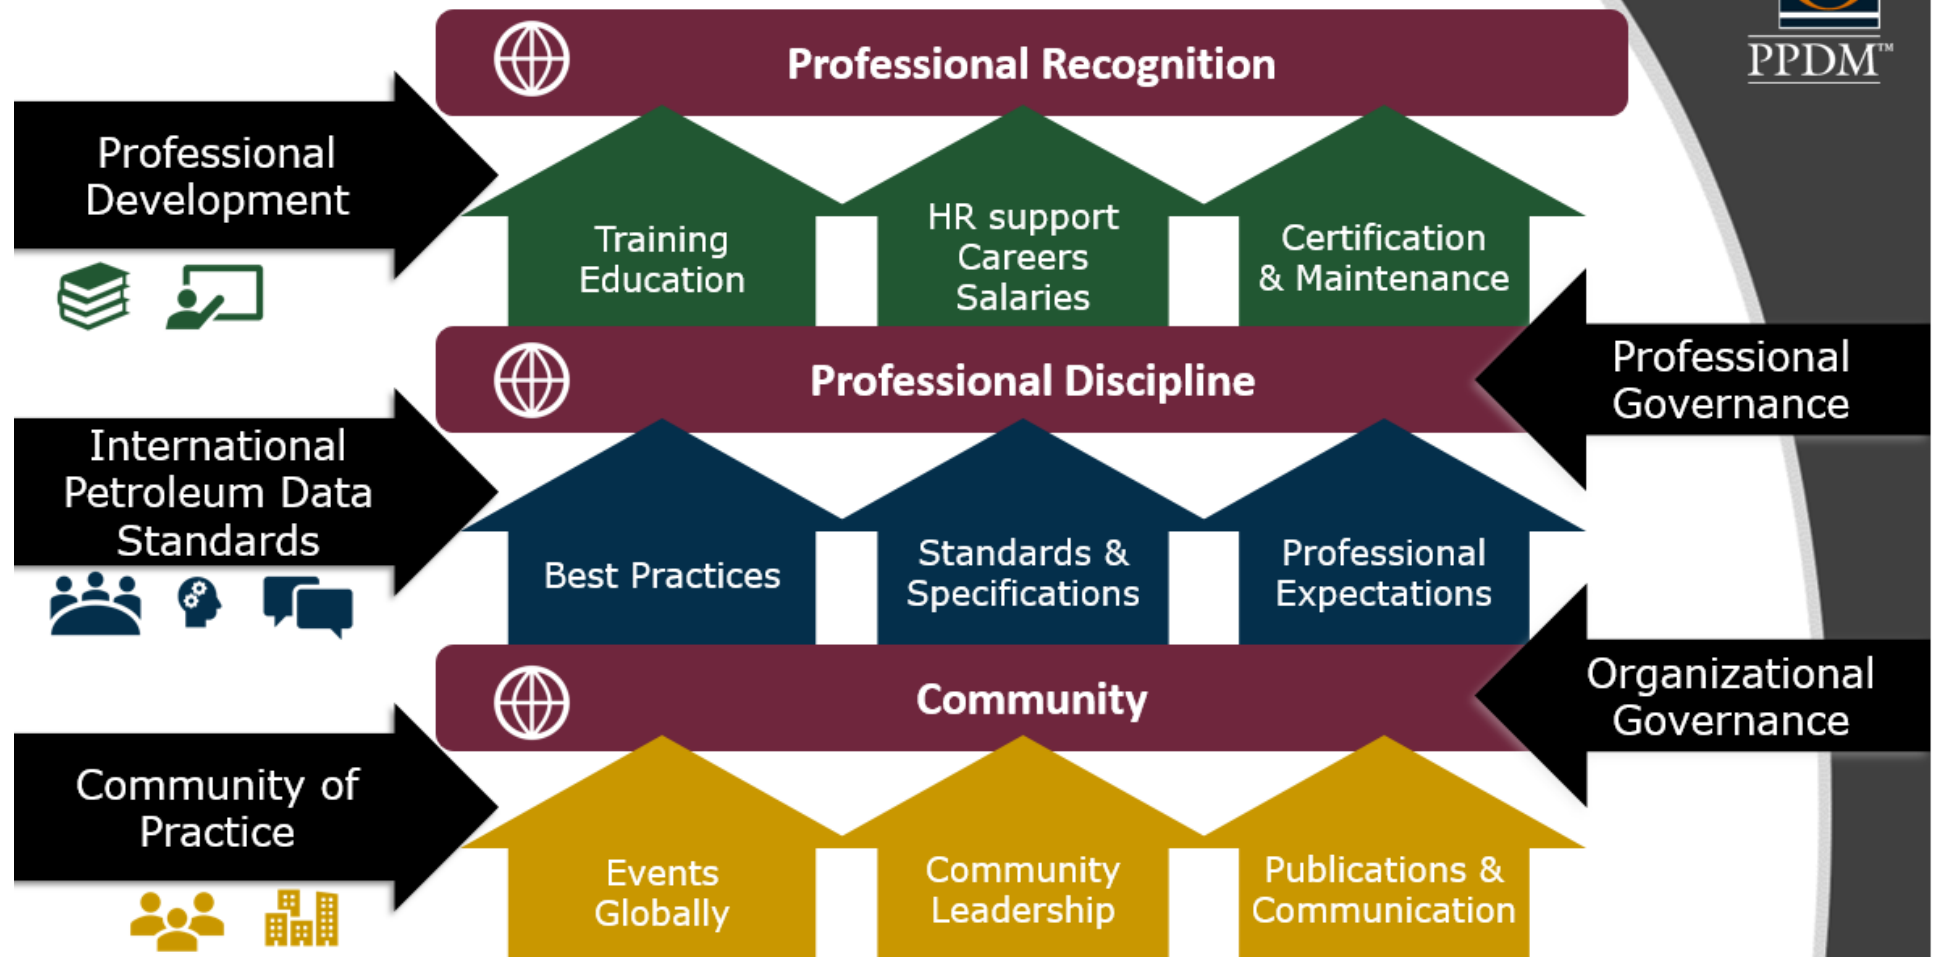 Professional Recognition
PPDM™
Professional
Development
Training
Education
HR support
Careers
Salaries
Certification
& Maintenance
Professional Discipline
Professional
Governance
International
Petroleum Data
Standards
Best Practices
Standards &
Specifications
Professional
Expectations
Community
Organizational
Governance
Community of
Practice
Events
Globally
Community
Leadership
Publications &
Communication